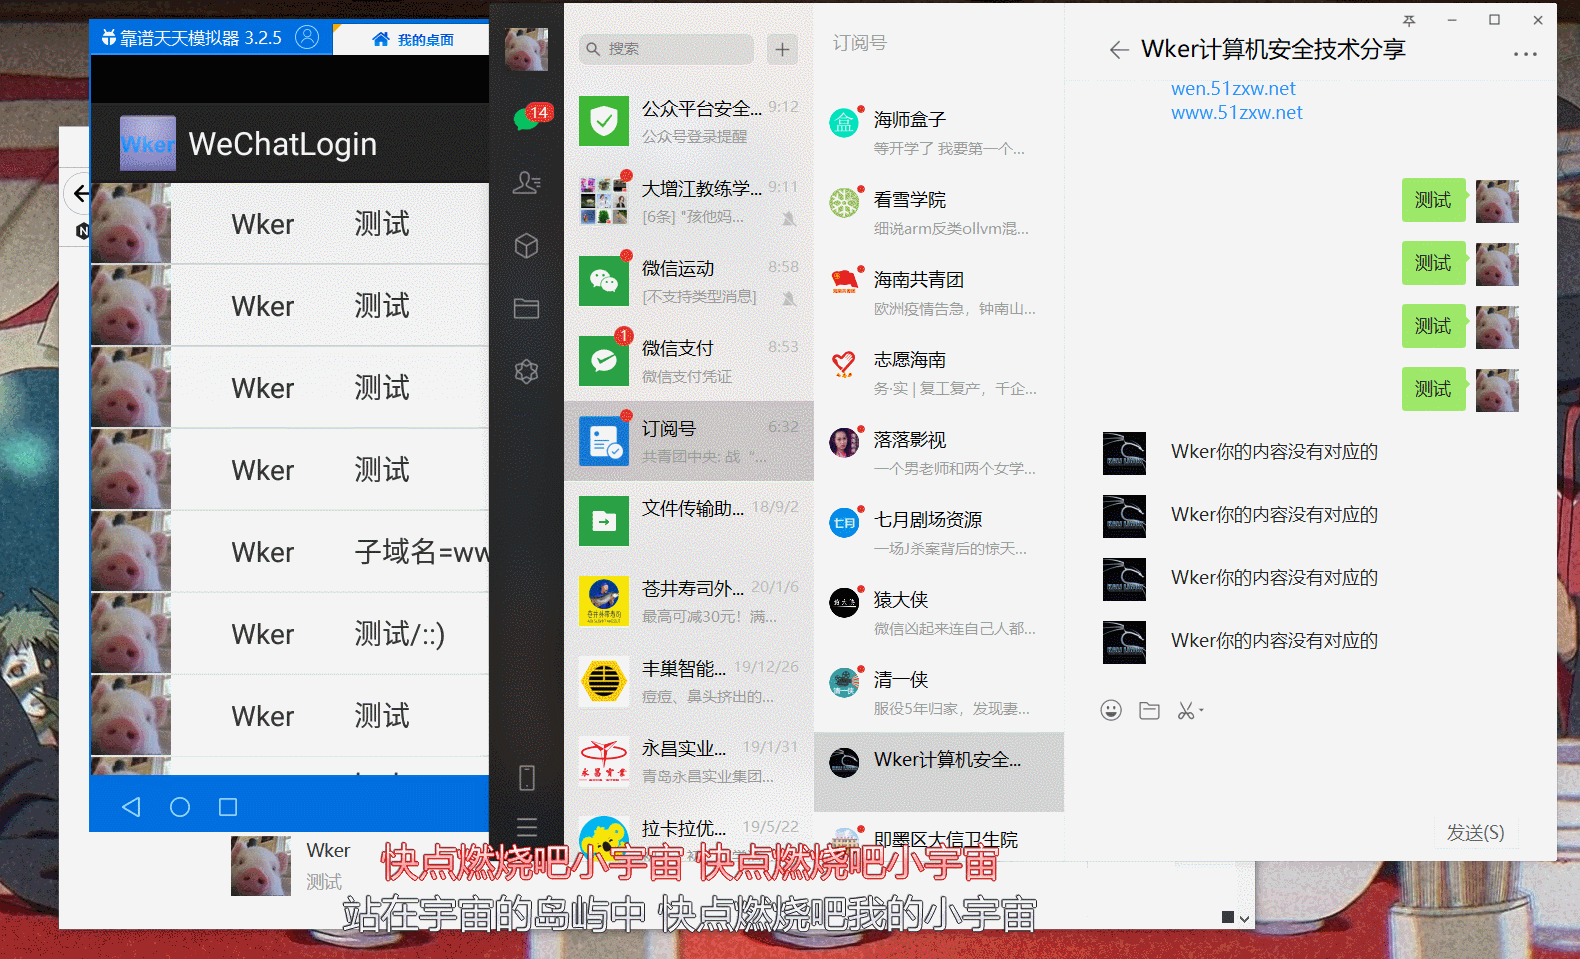 靠谱天天模拟器 3.2.5
我的桌面
Wker
WeChatLogin
Wker 测试
Wker 测试
Wker 测试
Wker 测试
Wker 子域名=ww
Wker 测试/::)
Wker 测试
Wker
测试
14
搜索
公众平台安全... 9:12
公众号登录提醒
大增江教练学... 9:11
[6条] "孩他妈...
微信运动 8:58
[不支持类型消息]
1
微信支付 8:53
微信支付凭证
订阅号 6:32
共青团中央: 战 “...
文件传输助... 18/9/2
苍井寿司外... 20/1/6
最高可减30元！满...
丰巢智能... 19/12/26
痘痘、鼻头挤出的...
永昌实业... 19/1/31
青岛永昌实业集团...
拉卡拉优... 19/5/22
订阅号
盒
海师盒子
等开学了 我要第一个...
看雪学院
细说arm反类ollvm混...
海南共青团
欧洲疫情告急，钟南山...
志愿海南
务·实 | 复工复产，千企...
落落影视
一个男老师和两个女学...
七月
七月剧场资源
一场J杀案背后的惊天...
猿大侠
猿大侠
微信凶起来连自己人都...
清一侠
清一侠
服役5年归家，发现妻...
Wker计算机安全...
即墨区大信卫生院
Wker计算机安全技术分享
wen.51zxw.net
www.51zxw.net
测试
测试
测试
测试
Wker你的内容没有对应的
Wker你的内容没有对应的
Wker你的内容没有对应的
Wker你的内容没有对应的
发送(S)
快点燃烧吧小宇宙 快点燃烧吧小宇宙
站在宇宙的岛屿中 快点燃烧吧我的小宇宙